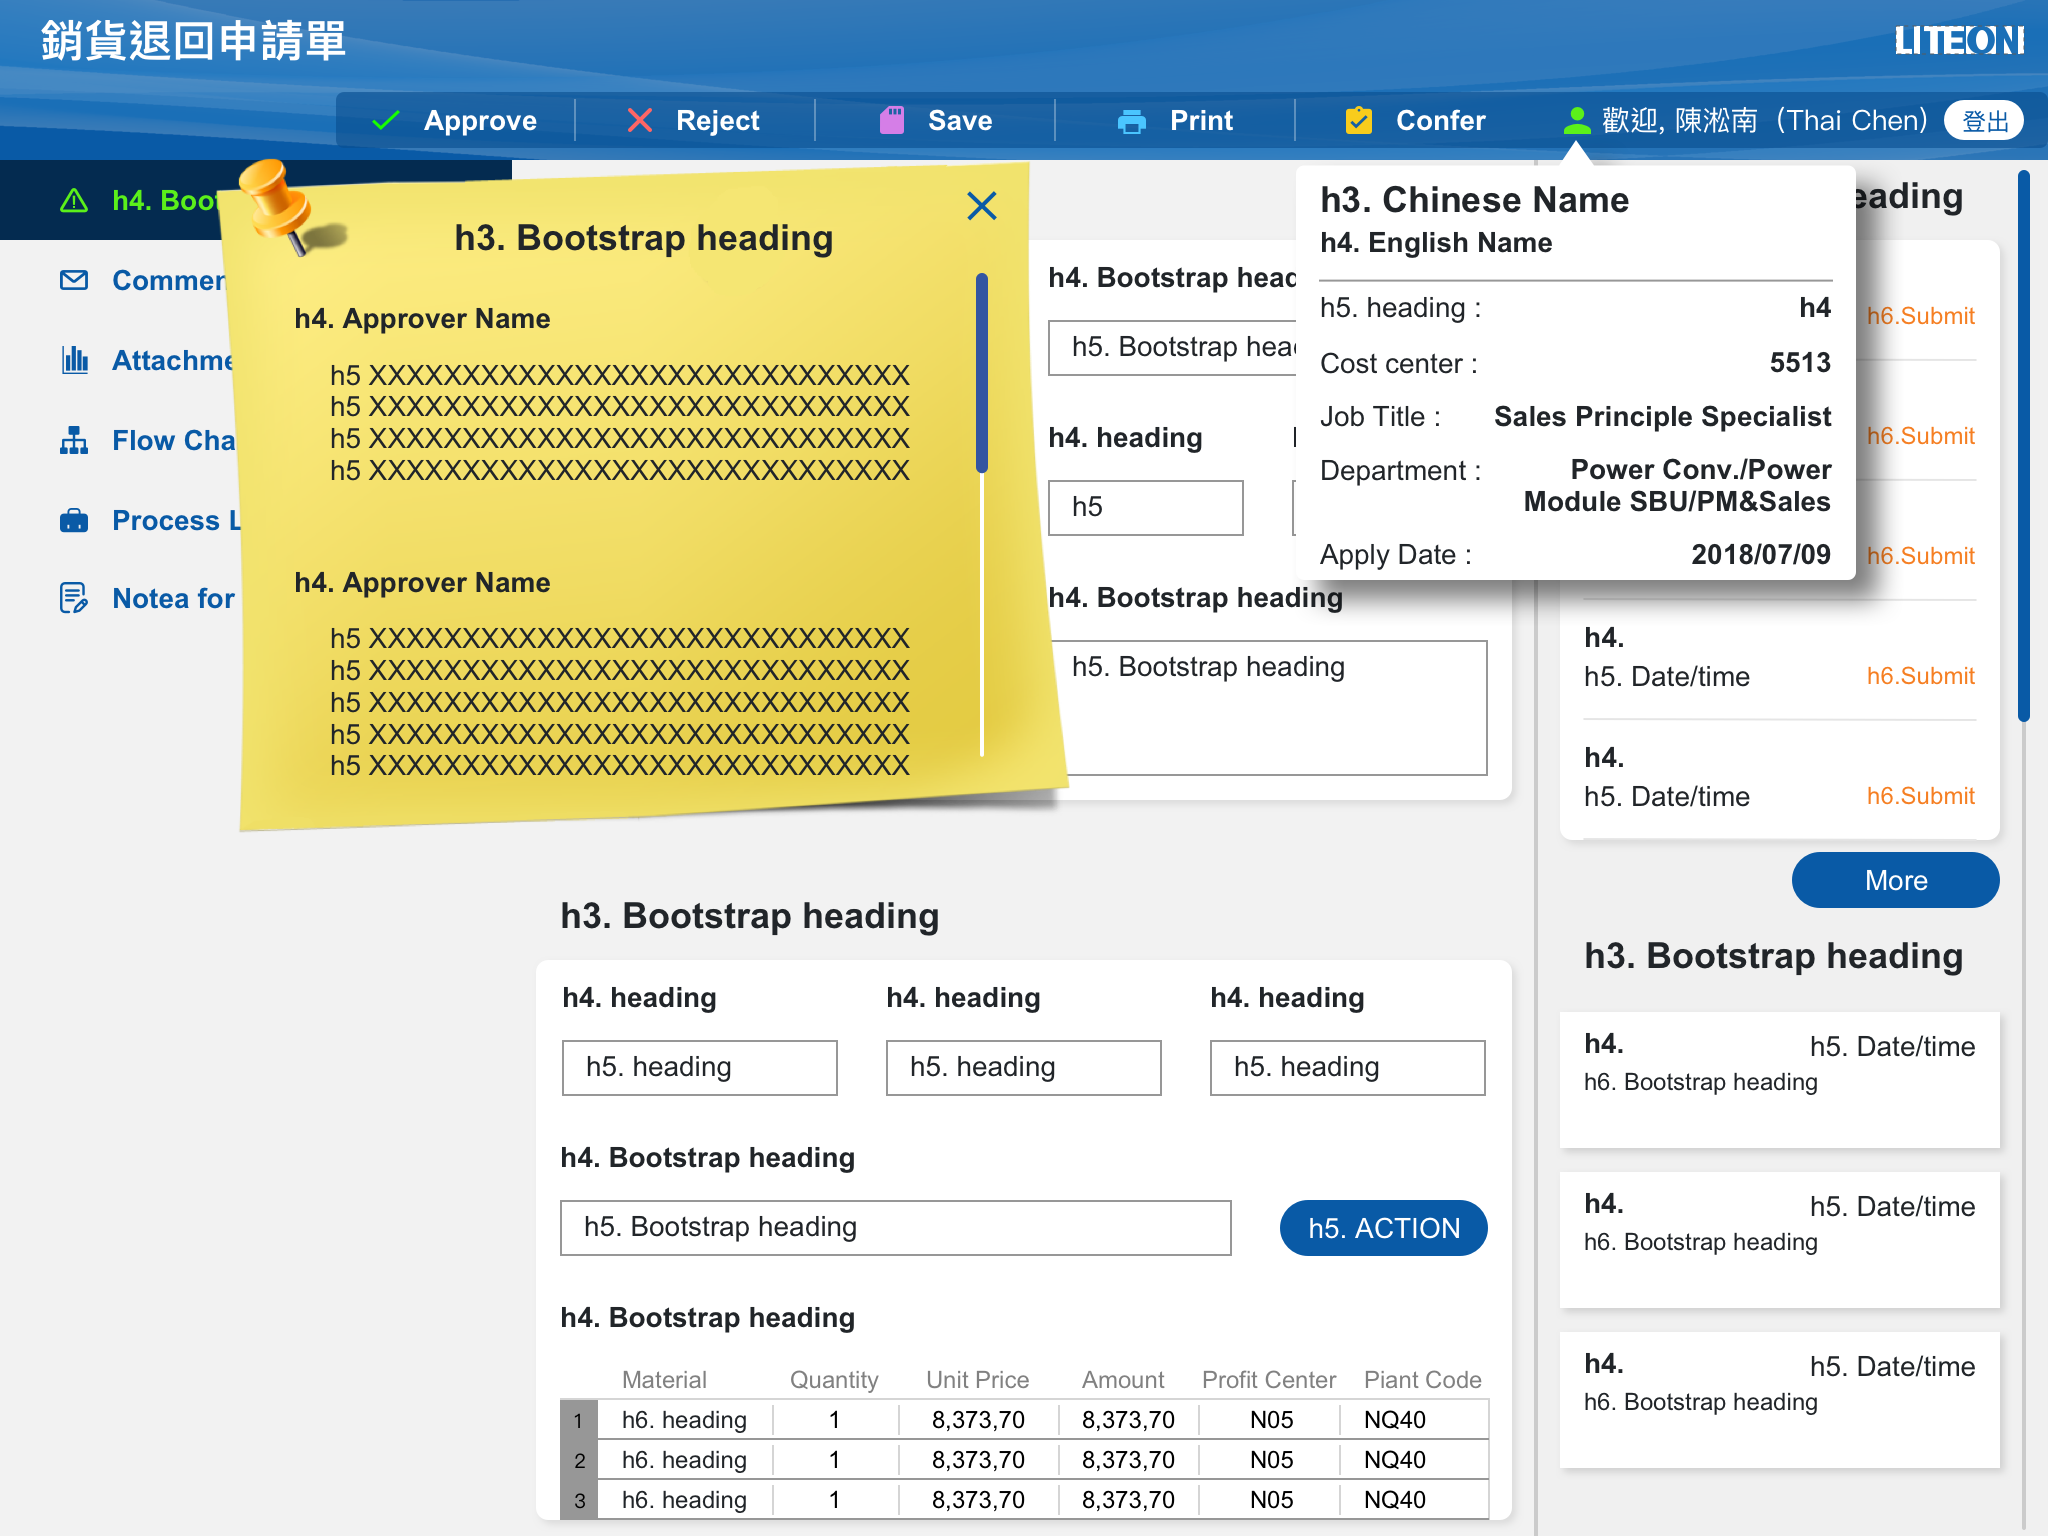 銷貨退回申請單
LITEON
Approve
Reject
Save
Print
Confer
歡迎, 陳淞南 (Thai Chen)
登出
h4. Boot
Commen
Attachme
Flow Cha
Process L
Notea for
h3. Bootstrap heading
h4. Approver Name
h5 XXXXXXXXXXXXXXXXXXXXXXXXXXXXX
h5 XXXXXXXXXXXXXXXXXXXXXXXXXXXXX
h5 XXXXXXXXXXXXXXXXXXXXXXXXXXXXX
h5 XXXXXXXXXXXXXXXXXXXXXXXXXXXXX
h4. Approver Name
h5 XXXXXXXXXXXXXXXXXXXXXXXXXXXXX
h5 XXXXXXXXXXXXXXXXXXXXXXXXXXXXX
h5 XXXXXXXXXXXXXXXXXXXXXXXXXXXXX
h5 XXXXXXXXXXXXXXXXXXXXXXXXXXXXX
h5 XXXXXXXXXXXXXXXXXXXXXXXXXXXXX
h4. Bootstrap head
h5. Bootstrap head
h4. heading
h5
h4. Bootstrap heading
h5. Bootstrap heading
h3. Chinese Name
h4. English Name
h5. heading : h4
Cost center : 5513
Job Title : Sales Principle Specialist
Department : Power Conv./Power
Module SBU/PM&Sales
Apply Date : 2018/07/09
eading
h6.Submit
h6.Submit
h6.Submit
h4.
h5. Date/time h6.Submit
h4.
h5. Date/time h6.Submit
More
h3. Bootstrap heading
h4. heading h4. heading h4. heading
h5. heading h5. heading h5. heading
h4. Bootstrap heading
h5. Bootstrap heading h5. ACTION
h4. Bootstrap heading
Material Quantity Unit Price Amount Profit Center Piant Code
1 h6. heading 1 8,373,70 8,373,70 N05 NQ40
2 h6. heading 1 8,373,70 8,373,70 N05 NQ40
3 h6. heading 1 8,373,70 8,373,70 N05 NQ40
h3. Bootstrap heading
h4. h5. Date/time
h6. Bootstrap heading
h4. h5. Date/time
h6. Bootstrap heading
h4. h5. Date/time
h6. Bootstrap heading